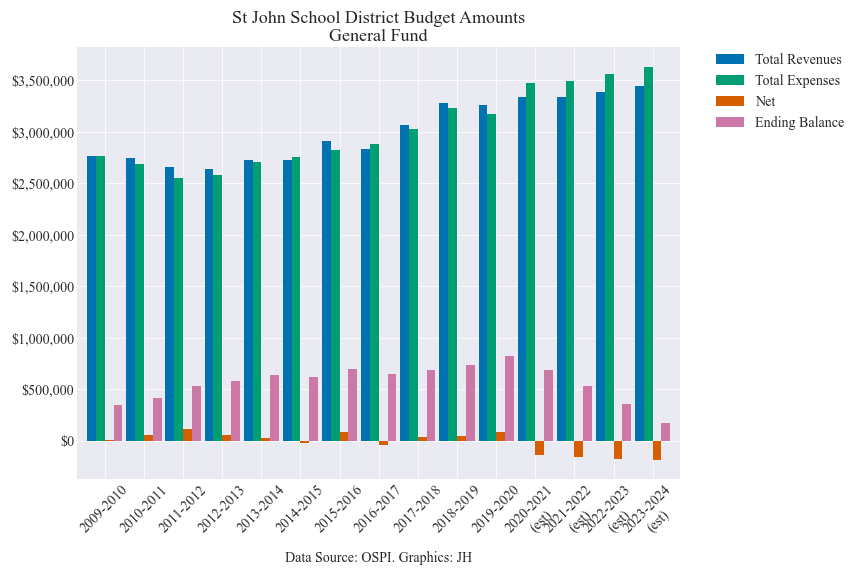 St John School District Budget Amounts
General Fund
Total Revenues
Total Expenses
Net
Ending Balance
$3,500,000
$3,000,000
$2,500,000
$2,000,000
$1,500,000
$1,000,000
$500,000
$0
2009-2010
2010-2011
2011-2012
2012-2013
2013-2014
2014-2015
2015-2016
2016-2017
2017-2018
2018-2019
2019-2020
2020-2021
(est)
2021-2022
(est)
2022-2023
(est)
2023-2024
(est)
Data Source: OSPI. Graphics: JH